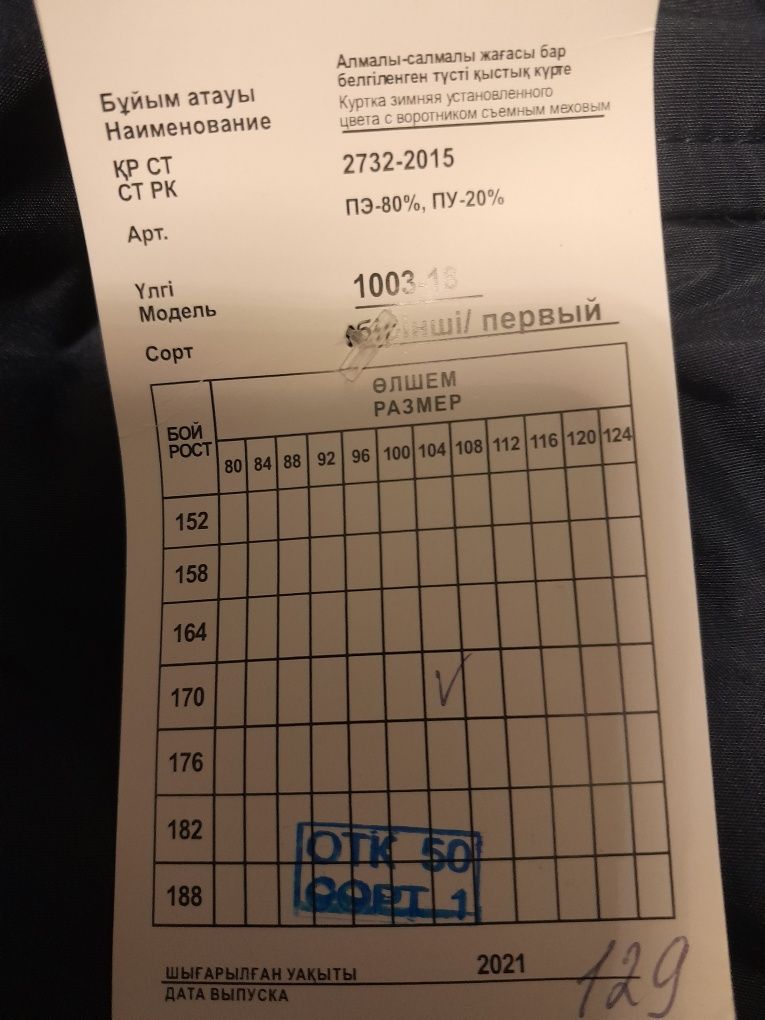 Бұйым атауы
Наименование
Алмалы-салмалы жағасы бар
белгіленген түсті қыстық күрте
Куртка зимняя установленного
цвета с воротником съемным меховым
ҚР СТ
СТ РК
2732-2015
Арт.
ПЭ-80%, ПУ-20%
Үлгі
Модель
1003-18
Сорт
первый
БОЙ
РОСТ
ӨЛШЕМ
РАЗМЕР
80 84 88 92 96 100 104 108 112 116 120 124
152
158
164
170
176
182
188
ОТК 50
СОРТ 1
ШЫҒАРЫЛҒАН УАҚЫТЫ
ДАТА ВЫПУСКА
2021
129